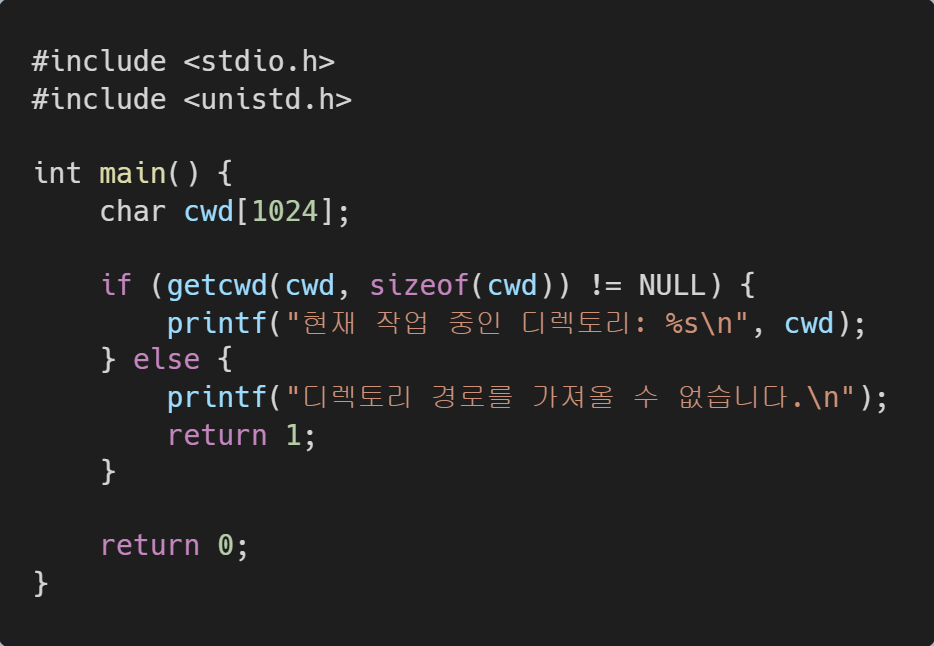 #include <stdio.h>
#include <unistd.h>

int main() {
    char cwd[1024];

    if (getcwd(cwd, sizeof(cwd)) != NULL) {
        printf("현재 작업 중인 디렉토리: %s\n", cwd);
    } else {
        printf("디렉토리 경로를 가져올 수 없습니다.\n");
        return 1;
    }

    return 0;
}